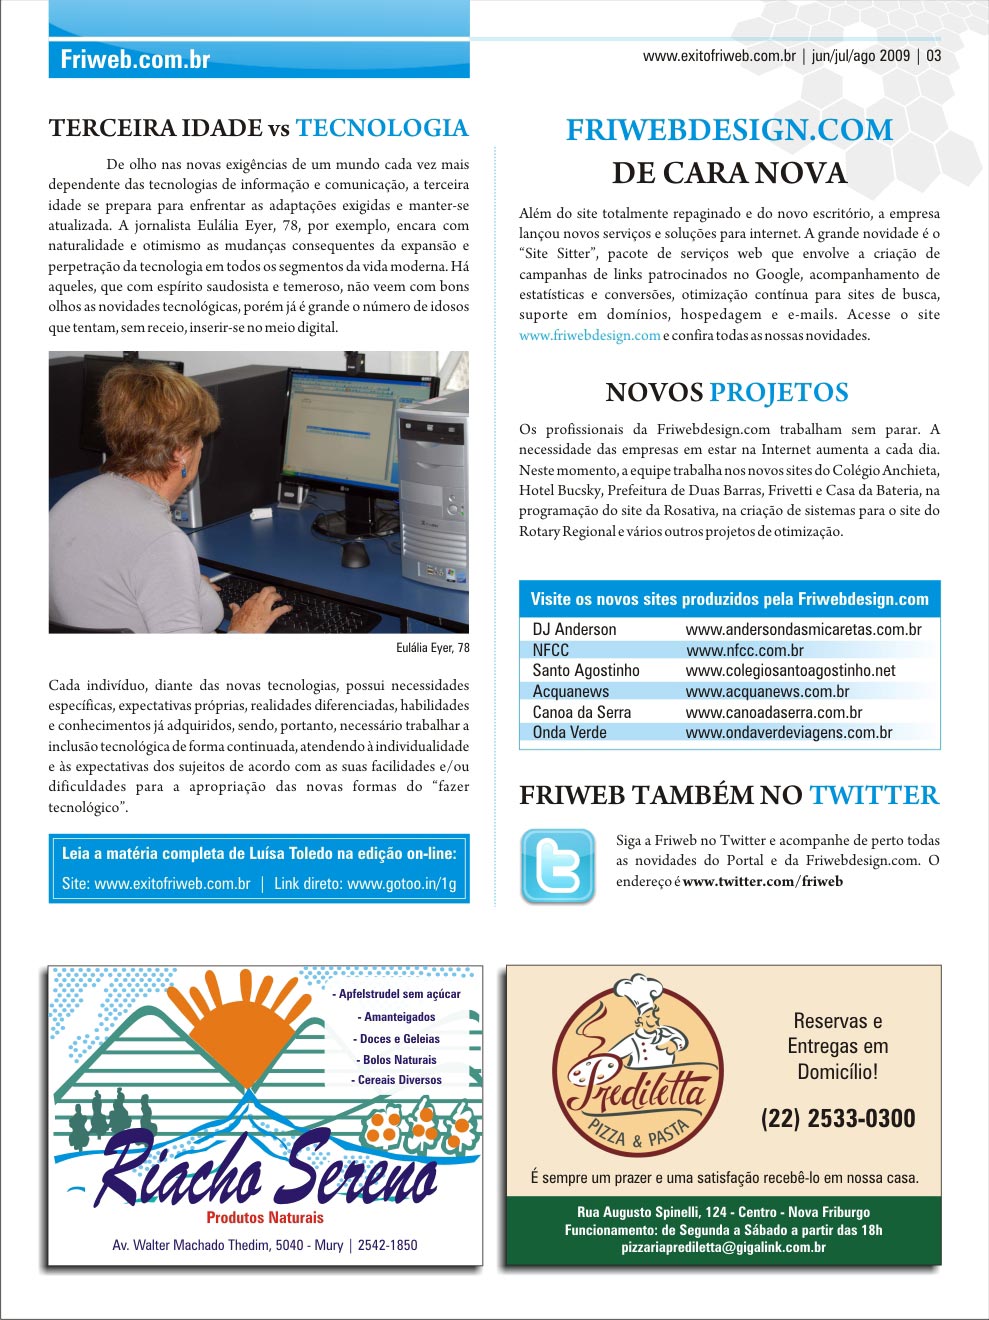 Friweb.com.br
www.exitofriweb.com.br | jun/jul/ago 2009 | 03
TERCEIRA IDADE vs TECNOLOGIA
De olho nas novas exigências de um mundo cada vez mais
dependente das tecnologias de informação e comunicação, a terceira
idade se prepara para enfrentar as adaptações exigidas e manter-se
atualizada. A jornalista Eulália Eyer, 78, por exemplo, encara com
naturalidade e otimismo as mudanças consequentes da expansão e
perpetração da tecnologia em todos os segmentos da vida moderna. Há
aqueles, que com espírito saudosista e temeroso, não veem com bons
olhos as novidades tecnológicas, porém já é grande o número de idosos
que tentam, sem receio, inserir-se no meio digital.
Eulália Eyer, 78
Cada indivíduo, diante das novas tecnologias, possui necessidades
específicas, expectativas próprias, realidades diferenciadas, habilidades
e conhecimentos já adquiridos, sendo, portanto, necessário trabalhar a
inclusão tecnológica de forma continuada, atendendo à individualidade
e às expectativas dos sujeitos de acordo com as suas facilidades e/ou
dificuldades para a apropriação das novas formas do “fazer
tecnológico”.
Leia a matéria completa de Luísa Toledo na edição on-line:
Site: www.exitofriweb.com.br | Link direto: www.gotoo.in/1g
FRIWEBDESIGN.COM
DE CARA NOVA
Além do site totalmente repaginado e do novo escritório, a empresa
lançou novos serviços e soluções para internet. A grande novidade é o
“Site Sitter”, pacote de serviços web que envolve a criação de
campanhas de links patrocinados no Google, acompanhamento de
estatísticas e conversões, otimização contínua para sites de busca,
suporte em domínios, hospedagem e e-mails. Acesse o site
www.friwebdesign.com e confira todas as nossas novidades.
NOVOS PROJETOS
Os profissionais da Friwebdesign.com trabalham sem parar. A
necessidade das empresas em estar na Internet aumenta a cada dia.
Neste momento, a equipe trabalha nos novos sites do Colégio Anchieta,
Hotel Bucsky, Prefeitura de Duas Barras, Frivetti e Casa da Bateria, na
programação do site da Rosativa, na criação de sistemas para o site do
Rotary Regional e vários outros projetos de otimização.
Visite os novos sites produzidos pela Friwebdesign.com
DJ Anderson www.andersondasmicaretas.com.br
NFCC www.nfcc.com.br
Santo Agostinho www.colegiosantoagostinho.net
Acquanews www.acquanews.com.br
Canoa da Serra www.canoadaserra.com.br
Onda Verde www.ondaverdeviagens.com.br
FRIWEB TAMBÉM NO TWITTER
Siga a Friweb no Twitter e acompanhe de perto todas
as novidades do Portal e da Friwebdesign.com. O
endereço é www.twitter.com/friweb
- Apfelstrudel sem açúcar
- Amanteigados
- Doces e Geleias
- Bolos Naturais
- Cereais Diversos
Riacho Sereno
Produtos Naturais
Av. Walter Machado Thedim, 5040 - Mury | 2542-1850
Prediletta
PIZZA & PASTA
Reservas e
Entregas em
Domicílio!
(22) 2533-0300
É sempre um prazer e uma satisfação recebê-lo em nossa casa.
Rua Augusto Spinelli, 124 - Centro - Nova Friburgo
Funcionamento: de Segunda a Sábado a partir das 18h
pizzariaprediletta@gigalink.com.br